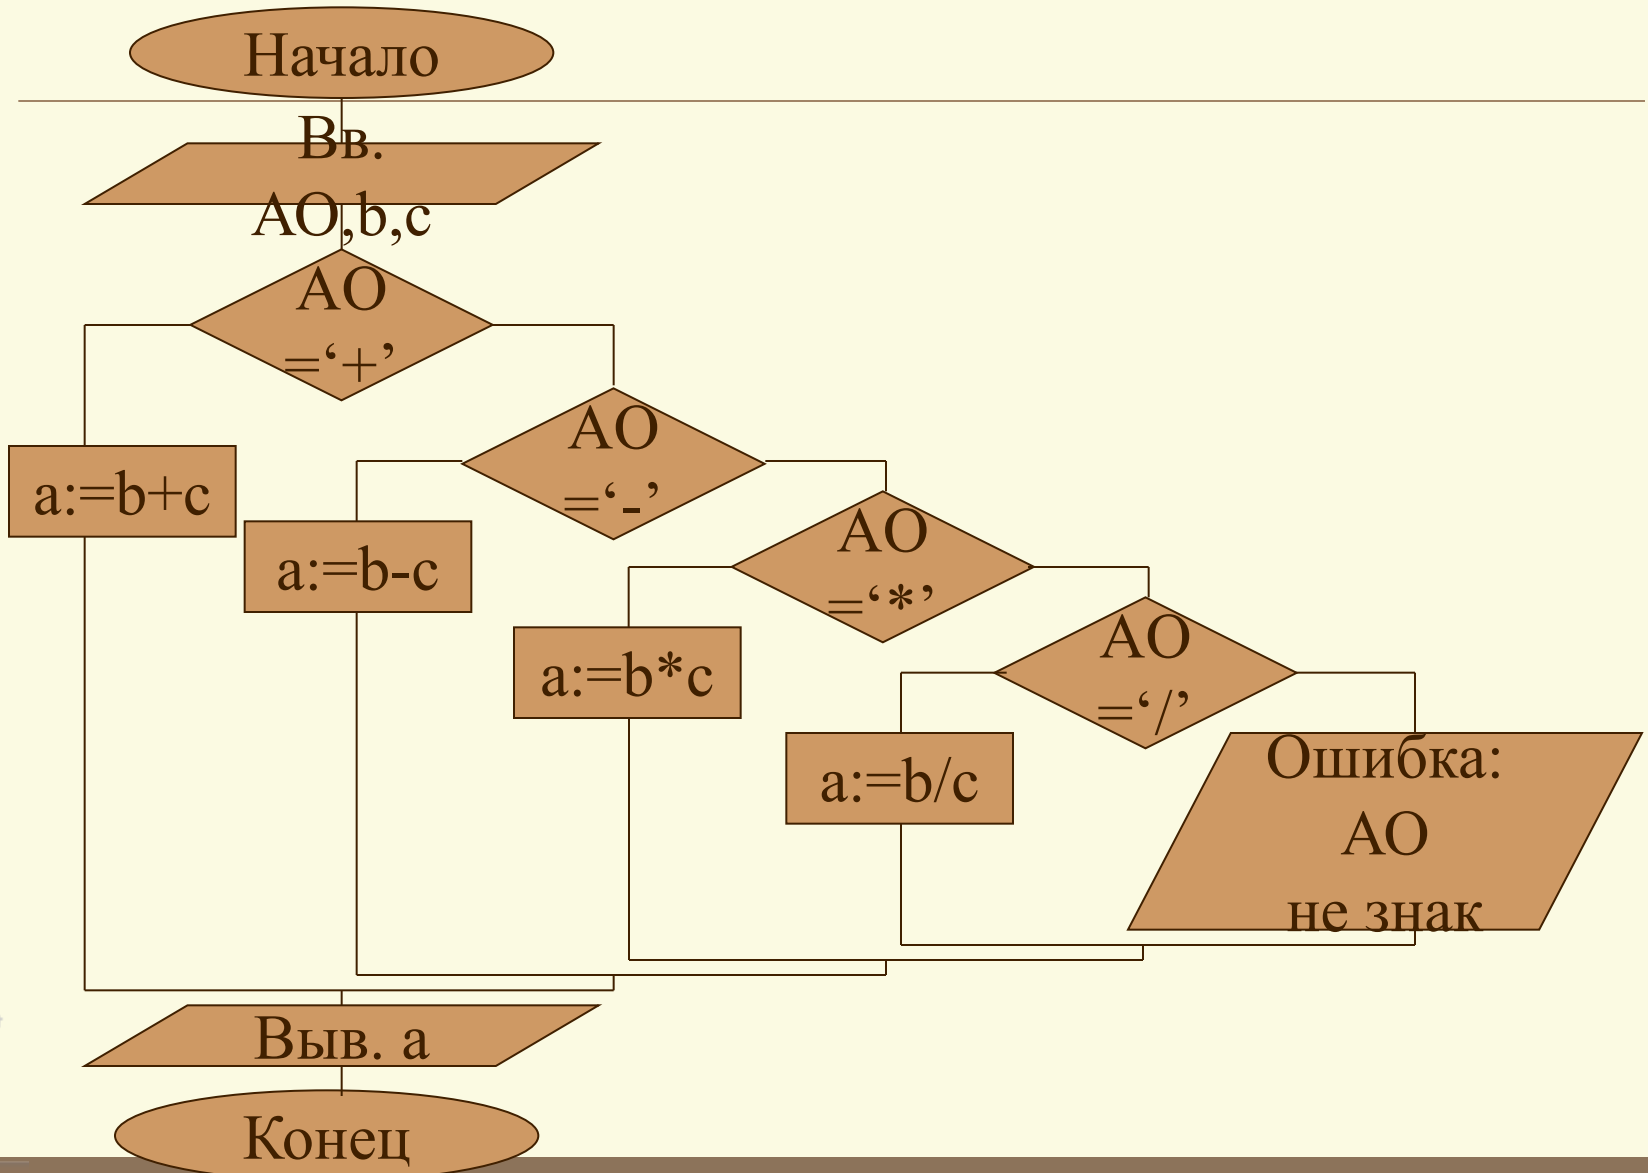 Начало
Вв.
АО,b,c
АО
=‘+’
АО
=‘-’
a:=b+c
АО
=‘*’
a:=b-c
АО
=‘/’
a:=b*c
a:=b/c
Ошибка:
АО
не знак
Выв. а
Конец